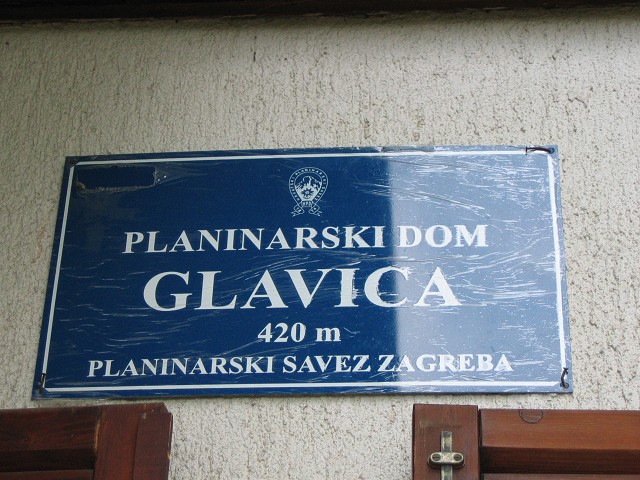 PLANINARSKI DOM
GLAVICA
420 m
PLANINARSKI SAVEZ ZAGREBA